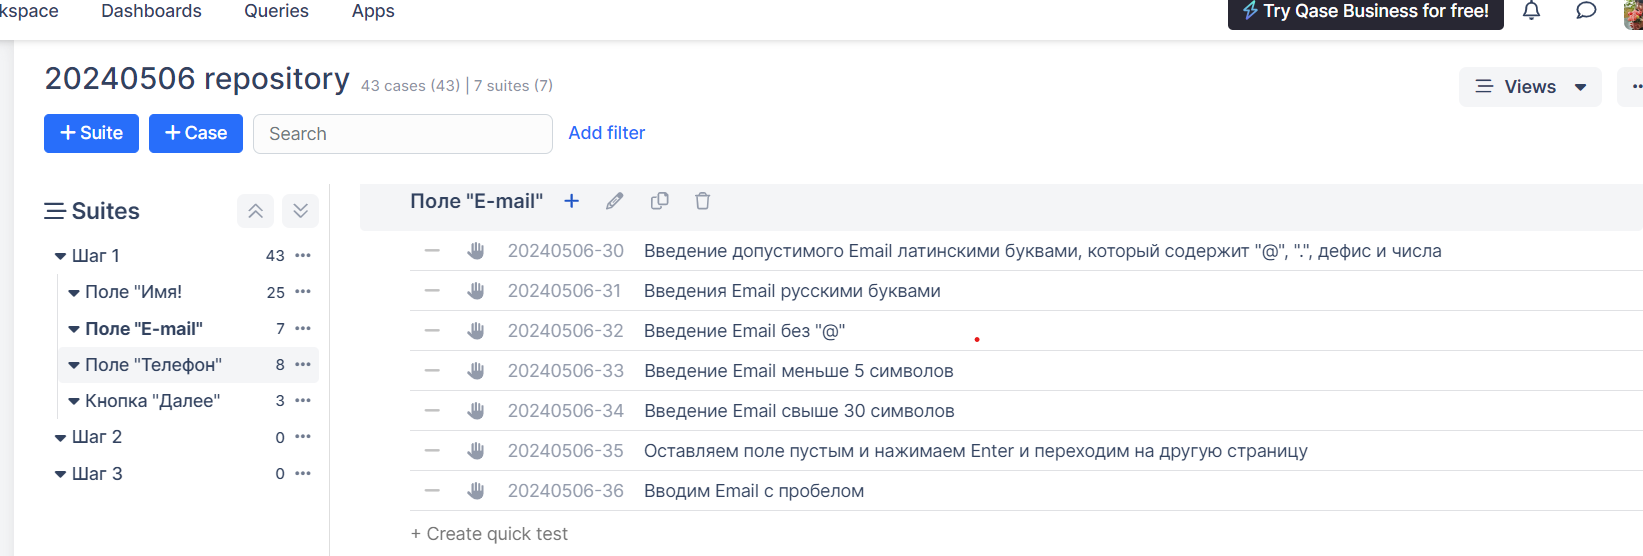 kspace Dashboards Queries Apps Try Qase Business for free!
20240506 repository 43 cases (43) | 7 suites (7)
Views
+ Suite + Case Search Add filter
Suites
Шаг 1 43
Поле "Имя! 25
Поле "E-mail" 7
Поле "Телефон" 8
Кнопка "Далее" 3
Шаг 2 0
Шаг 3 0
Поле "E-mail"
20240506-30 Введение допустимого Email латинскими буквами, который содержит "@", ".", дефис и числа
20240506-31 Введения Email русскими буквами
20240506-32 Введение Email без "@"
20240506-33 Введение Email меньше 5 символов
20240506-34 Введение Email свыше 30 символов
20240506-35 Оставляем поле пустым и нажимаем Enter и переходим на другую страницу
20240506-36 Вводим Email с пробелом
+ Create quick test